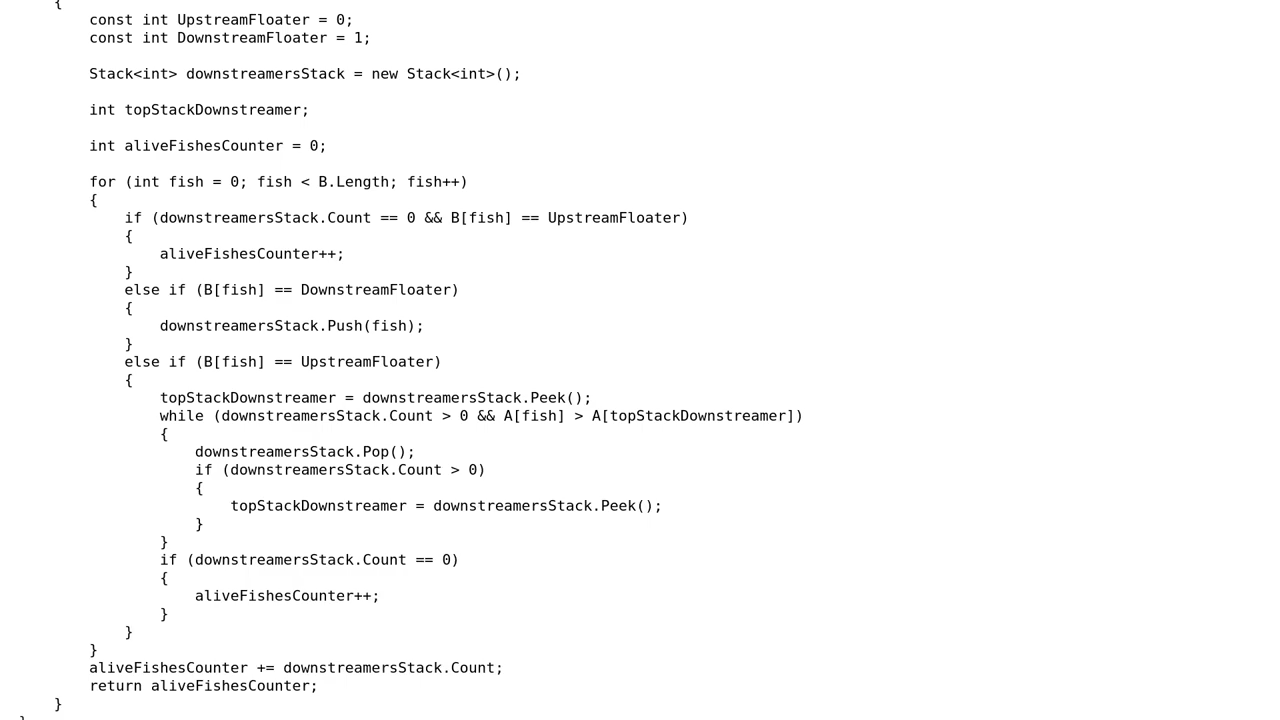 {
const int UpstreamFloater = 0;
const int DownstreamFloater = 1;
Stack<int> downstreamersStack = new Stack<int>();
int topStackDownstreamer;
int aliveFishesCounter = 0;
for (int fish = 0; fish < B.Length; fish++)
{
if (downstreamersStack.Count == 0 && B[fish] == UpstreamFloater)
{
aliveFishesCounter++;
}
else if (B[fish] == DownstreamFloater)
{
downstreamersStack.Push(fish);
}
else if (B[fish] == UpstreamFloater)
{
topStackDownstreamer = downstreamersStack.Peek();
while (downstreamersStack.Count > 0 && A[fish] > A[topStackDownstreamer])
{
downstreamersStack.Pop();
if (downstreamersStack.Count > 0)
{
topStackDownstreamer = downstreamersStack.Peek();
}
}
if (downstreamersStack.Count == 0)
{
aliveFishesCounter++;
}
}
}
aliveFishesCounter += downstreamersStack.Count;
return aliveFishesCounter;
}
}